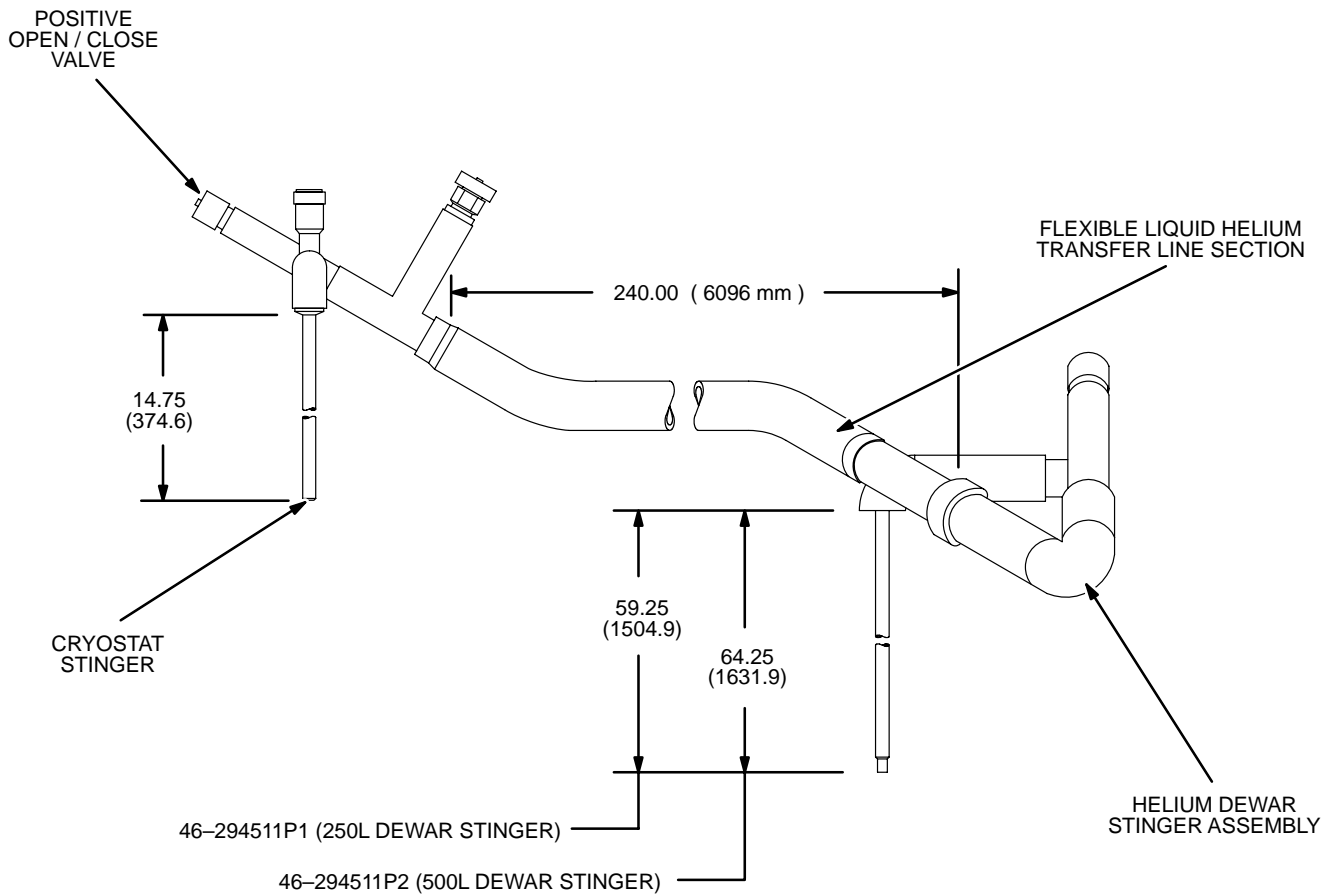 POSITIVE
OPEN / CLOSE
VALVE
FLEXIBLE LIQUID HELIUM
TRANSFER LINE SECTION
240.00 ( 6096 mm )
14.75
(374.6)
59.25
(1504.9)
64.25
(1631.9)
CRYOSTAT
STINGER
HELIUM DEWAR
STINGER ASSEMBLY
46–294511P1 (250L DEWAR STINGER)
46–294511P2 (500L DEWAR STINGER)